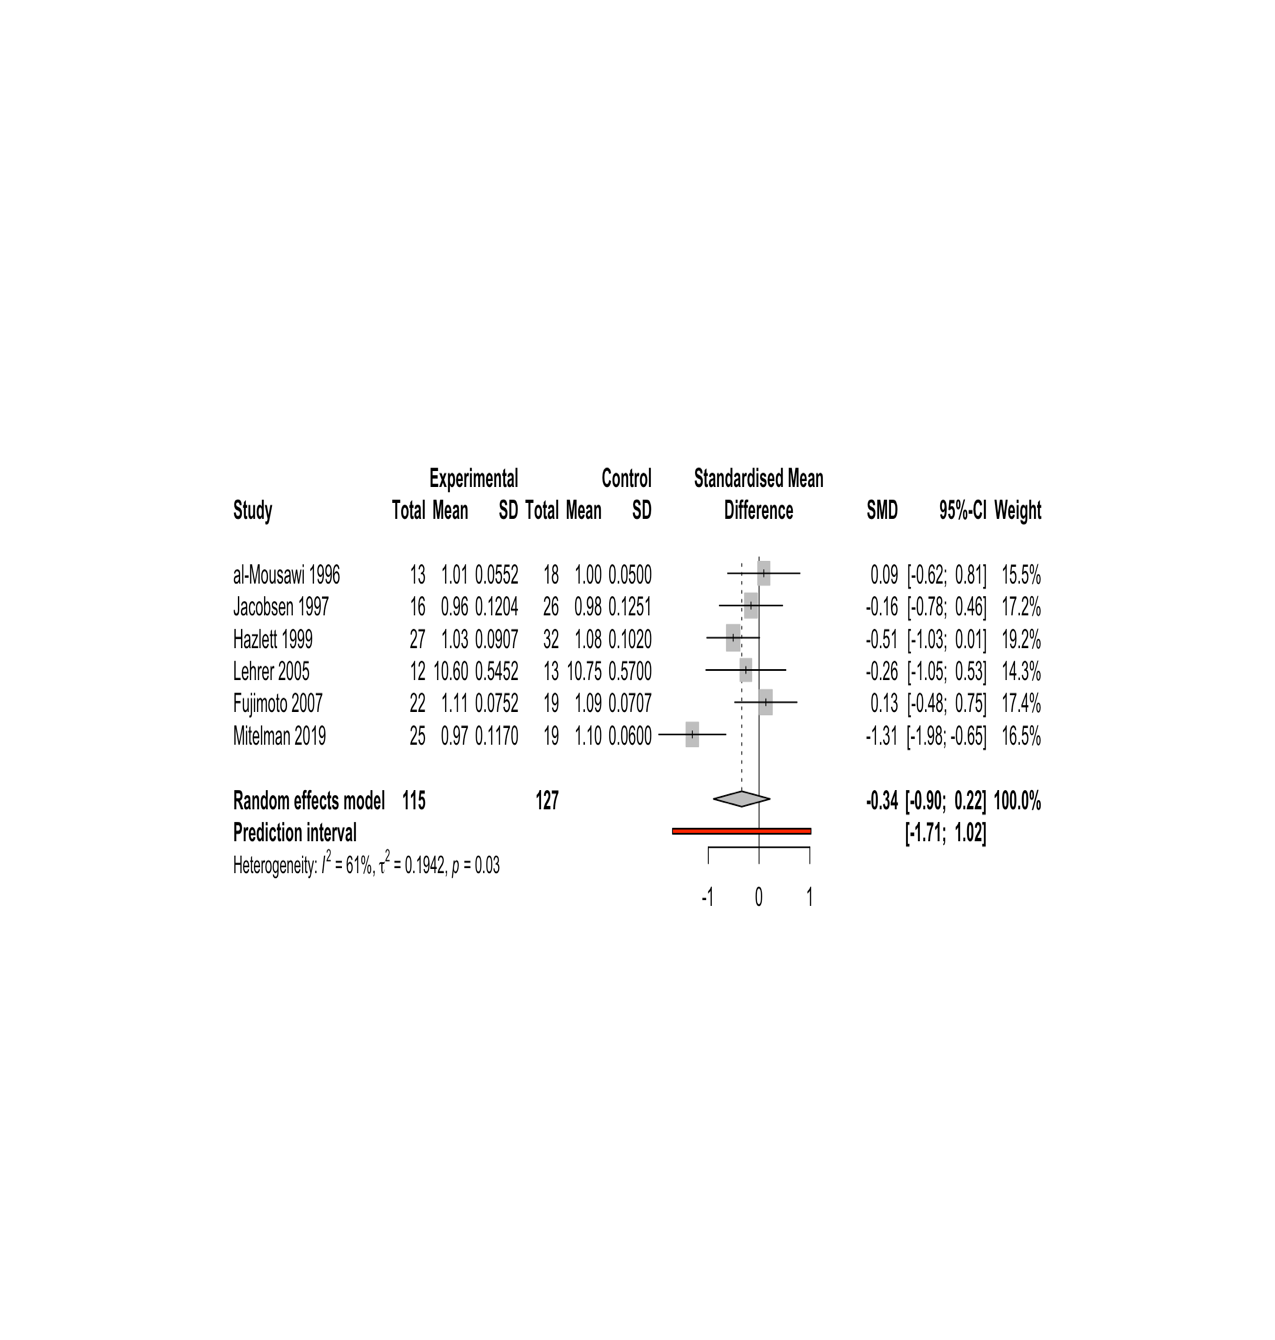 Experimental Control Standardised Mean
Study Total Mean SD Total Mean SD Difference SMD 95%-CI Weight
al-Mousawi 1996 13 1.01 0.0552 18 1.00 0.0500 0.09 [-0.62; 0.81] 15.5%
Jacobsen 1997 16 0.96 0.1204 26 0.98 0.1251 -0.16 [-0.78; 0.46] 17.2%
Hazlett 1999 27 1.03 0.0907 32 1.08 0.1020 -0.51 [-1.03; 0.01] 19.2%
Lehrer 2005 12 10.60 0.5452 13 10.75 0.5700 -0.26 [-1.05; 0.53] 14.3%
Fujimoto 2007 22 1.11 0.0752 19 1.09 0.0707 0.13 [-0.48; 0.75] 17.4%
Mitelman 2019 25 0.97 0.1170 19 1.10 0.0600 -1.31 [-1.98; -0.65] 16.5%
Random effects model 115 127 -0.34 [-0.90; 0.22] 100.0%
Prediction interval [-1.71; 1.02]
Heterogeneity: I² = 61%, τ² = 0.1942, p = 0.03
-1 0 1